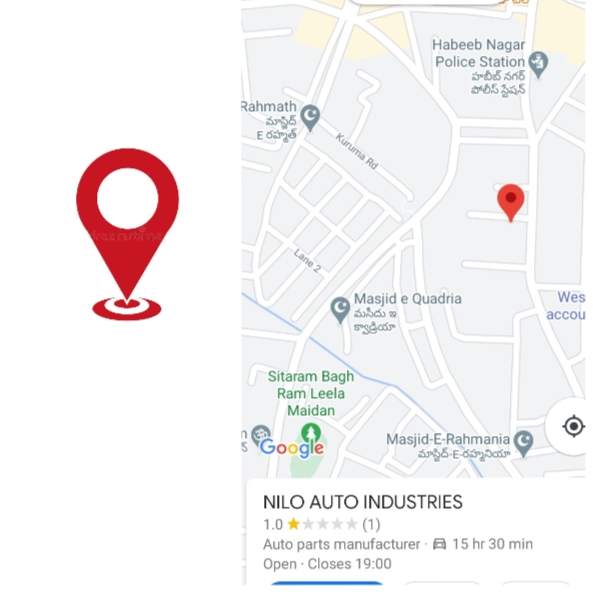 Habeeb Nagar
Police Station
హబీబ్ నగర్
పోలీస్ స్టేషన్
Rahmath
మాస్జిద్
E రహ్మత్
Kuruma Rd
Lane 2
Masjid e Quadria
మసీదు ఇ
క్వాడ్రియా
Wes
accou
Sitaram Bagh
Ram Leela
Maidan
Google
Masjid-E-Rahmania
మాస్జిద్-E-రహ్మానియా
NILO AUTO INDUSTRIES
1.0 (1)
Auto parts manufacturer · 15 hr 30 min
Open · Closes 19:00